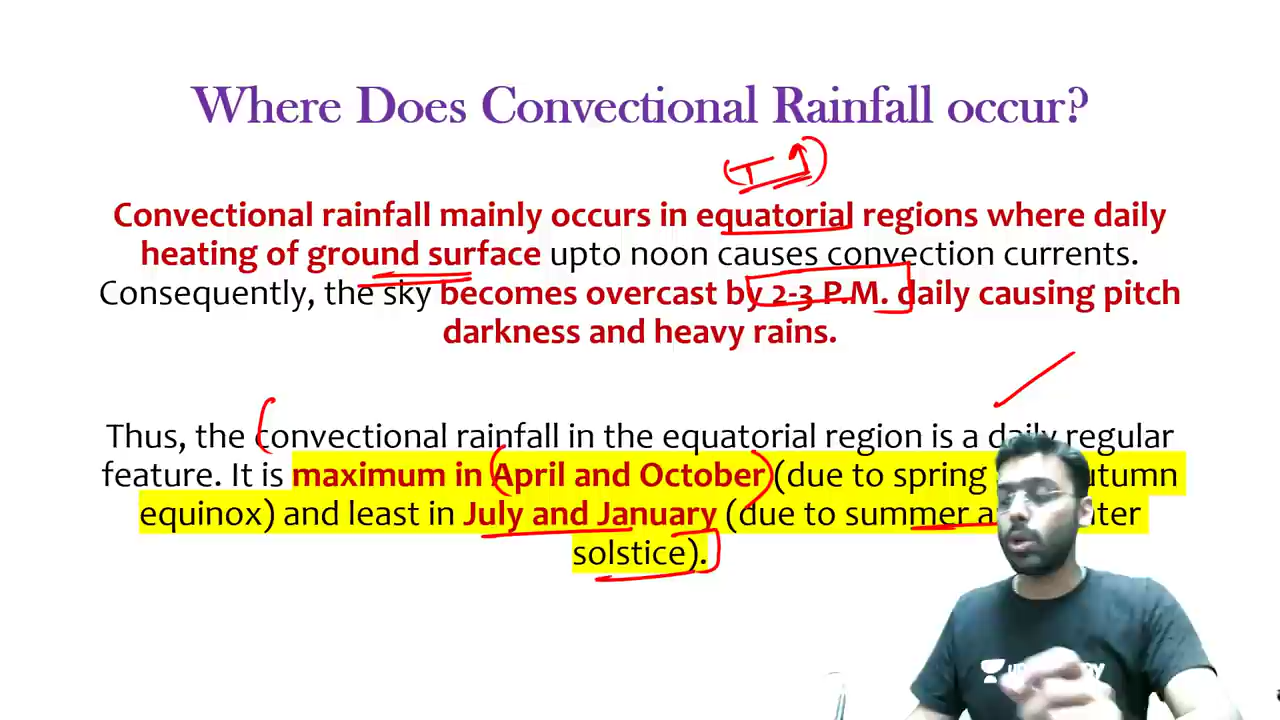 Where Does Convectional Rainfall occur?
(T ↑)
Convectional rainfall mainly occurs in equatorial regions where daily
heating of ground surface upto noon causes convection currents.
Consequently, the sky becomes overcast by 2-3 P.M. daily causing pitch
darkness and heavy rains.
Thus, the convectional rainfall in the equatorial region is a daily regular
feature. It is maximum in April and October (due to spring
equinox) and least in July and January (due to summer
solstice).